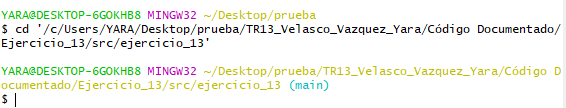 YARA@DESKTOP-6GOKHB8 MINGW32 ~/Desktop/prueba
$ cd '/c/Users/YARA/Desktop/prueba/TR13_Velasco_Vazquez_Yara/Código Documentado/
Ejercicio_13/src/ejercicio_13'
YARA@DESKTOP-6GOKHB8 MINGW32 ~/Desktop/prueba/TR13_Velasco_Vazquez_Yara/Código D
ocumentado/Ejercicio_13/src/ejercicio_13 (main)
$